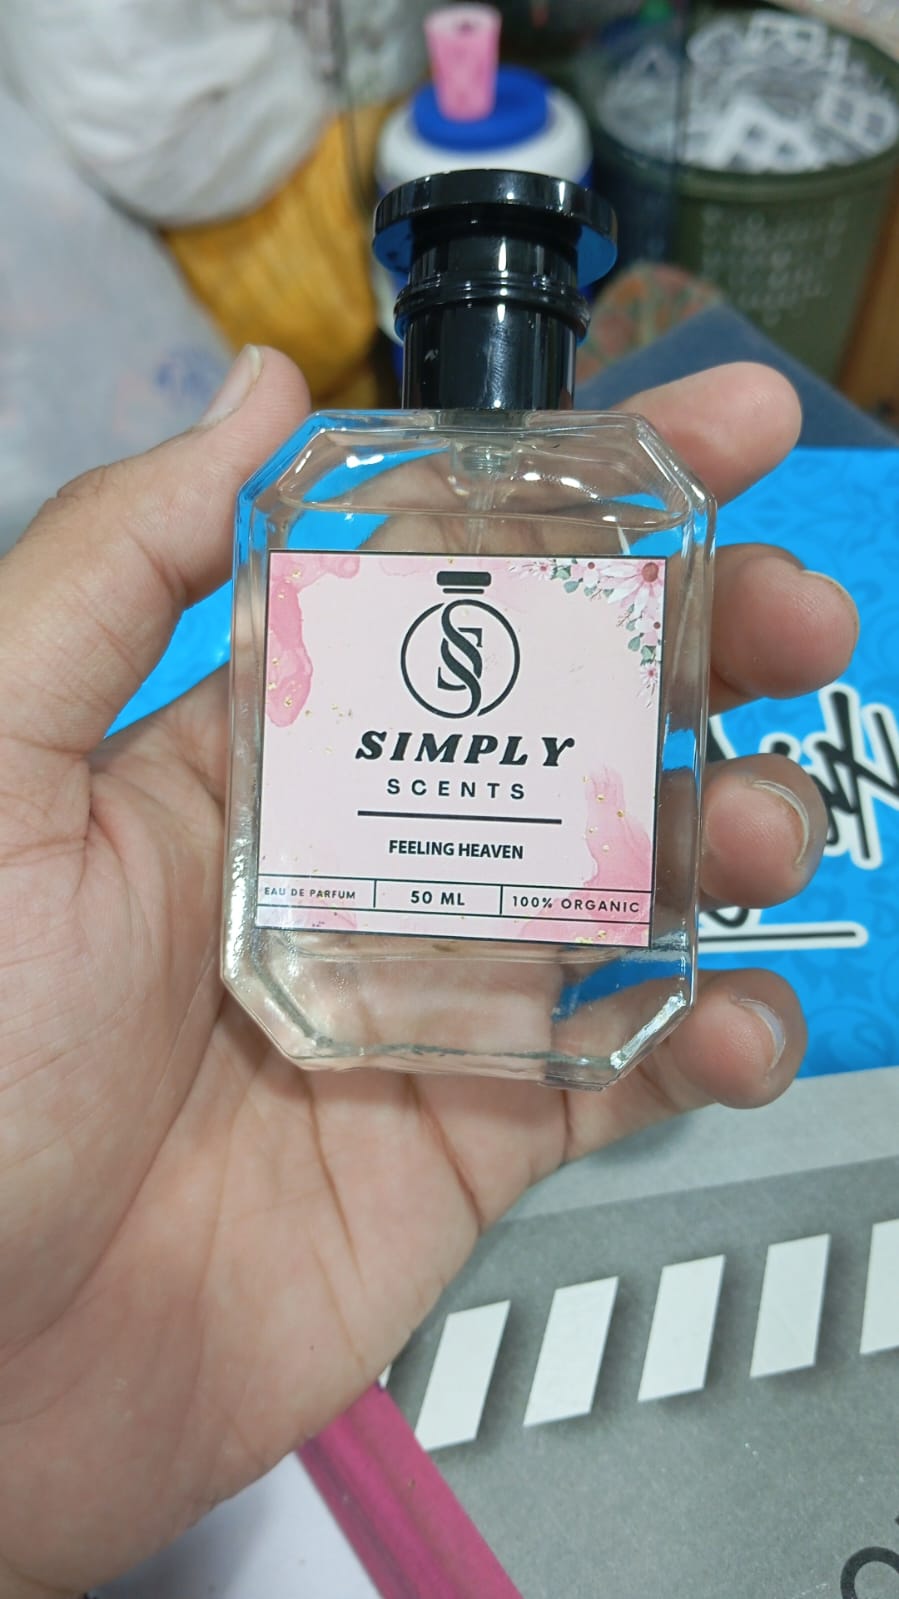 SIMPLY
SCENTS
FEELING HEAVEN
EAU DE PARFUM
50 ML
100% ORGANIC